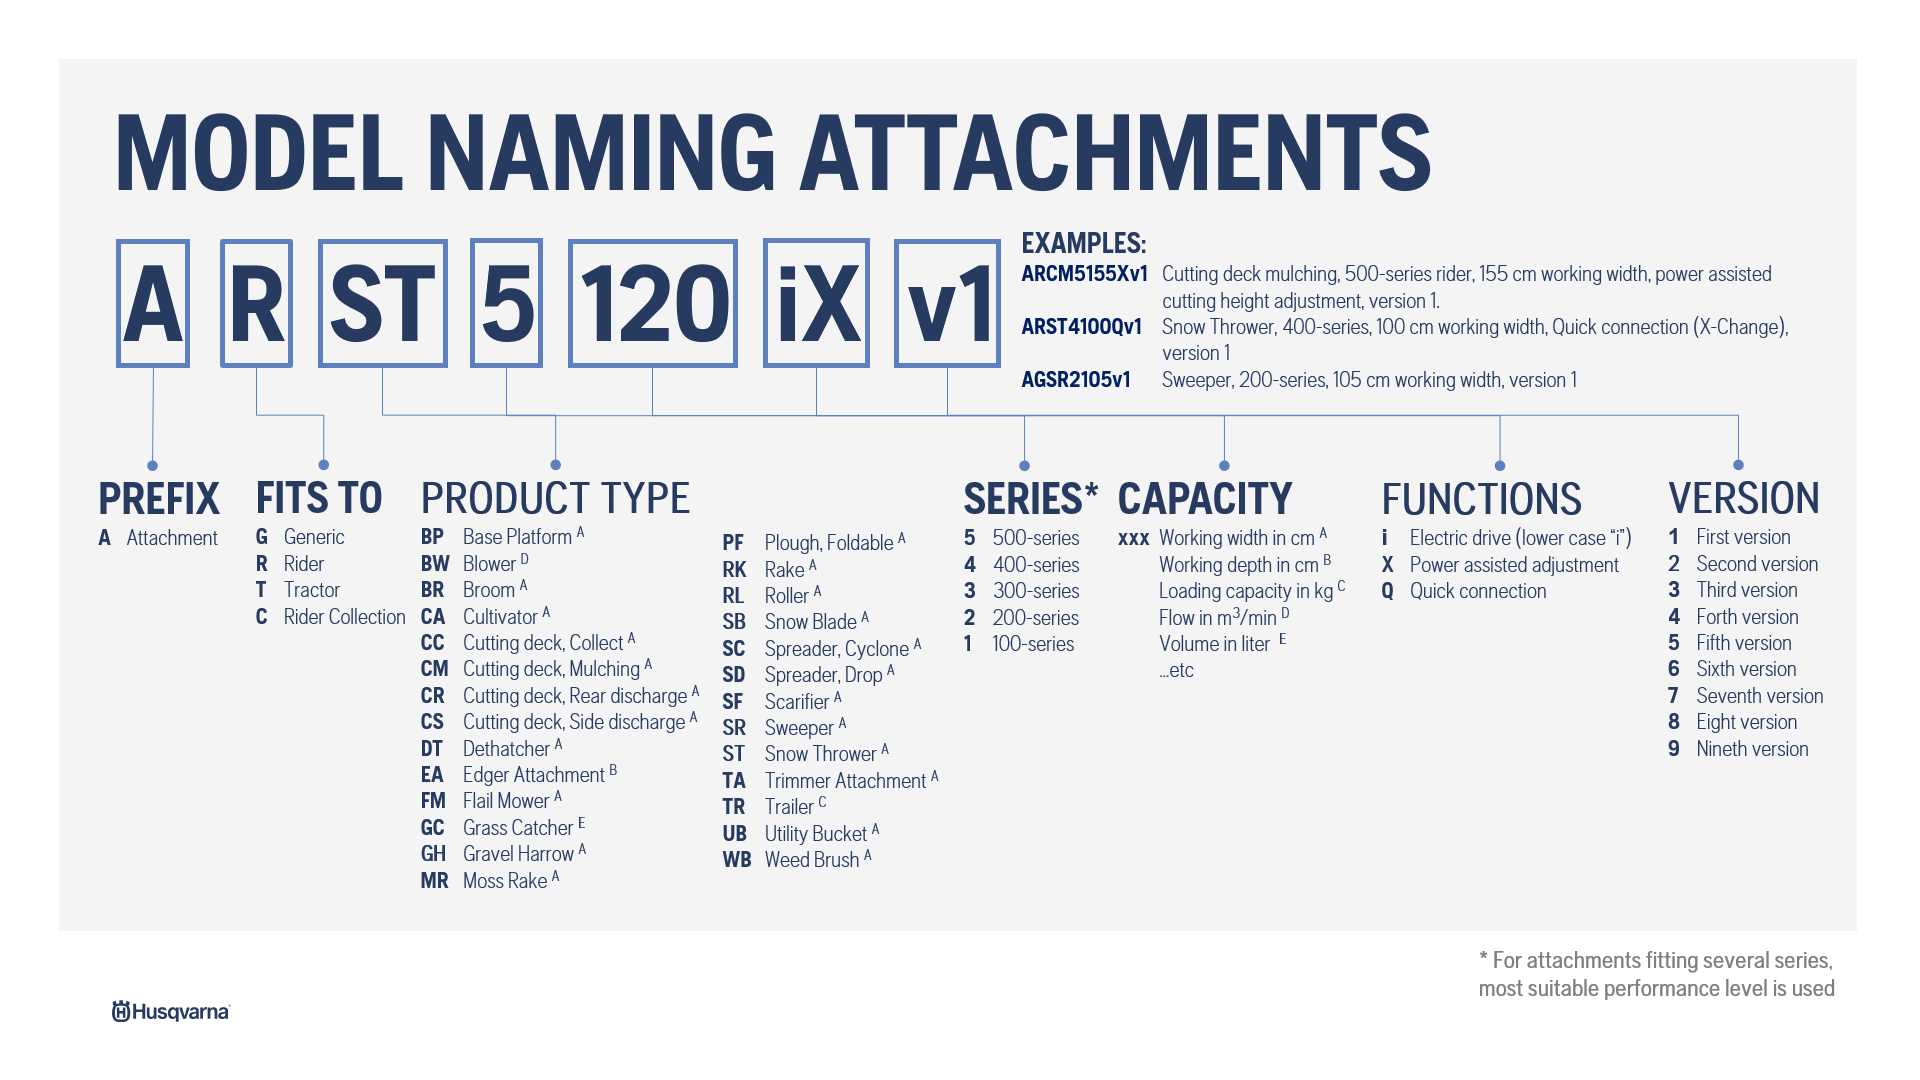 MODEL NAMING ATTACHMENTS
A R ST 5 120 iX v1
EXAMPLES:
ARCM5155Xv1 Cutting deck mulching, 500-series rider, 155 cm working width, power assisted
cutting height adjustment, version 1.
ARST4100Qv1 Snow Thrower, 400-series, 100 cm working width, Quick connection (X-Change),
version 1
AGSR2105v1 Sweeper, 200-series, 105 cm working width, version 1
PREFIX
A Attachment
FITS TO
G Generic
R Rider
T Tractor
C Rider Collection
PRODUCT TYPE
BP Base Platform A
BW Blower D
BR Broom A
CA Cultivator A
CC Cutting deck, Collect A
CM Cutting deck, Mulching A
CR Cutting deck, Rear discharge A
CS Cutting deck, Side discharge A
DT Dethatcher A
EA Edger Attachment B
FM Flail Mower A
GC Grass Catcher E
GH Gravel Harrow A
MR Moss Rake A
PF Plough, Foldable A
RK Rake A
RL Roller A
SB Snow Blade A
SC Spreader, Cyclone A
SD Spreader, Drop A
SF Scarifier A
SR Sweeper A
ST Snow Thrower A
TA Trimmer Attachment A
TR Trailer C
UB Utility Bucket A
WB Weed Brush A
SERIES*
5 500-series
4 400-series
3 300-series
2 200-series
1 100-series
CAPACITY
xxx Working width in cm A
Working depth in cm B
Loading capacity in kg C
Flow in m³/min D
Volume in liter E
...etc
FUNCTIONS
i Electric drive (lower case “i”)
X Power assisted adjustment
Q Quick connection
VERSION
1 First version
2 Second version
3 Third version
4 Forth version
5 Fifth version
6 Sixth version
7 Seventh version
8 Eight version
9 Nineth version
* For attachments fitting several series,
most suitable performance level is used
Husqvarna